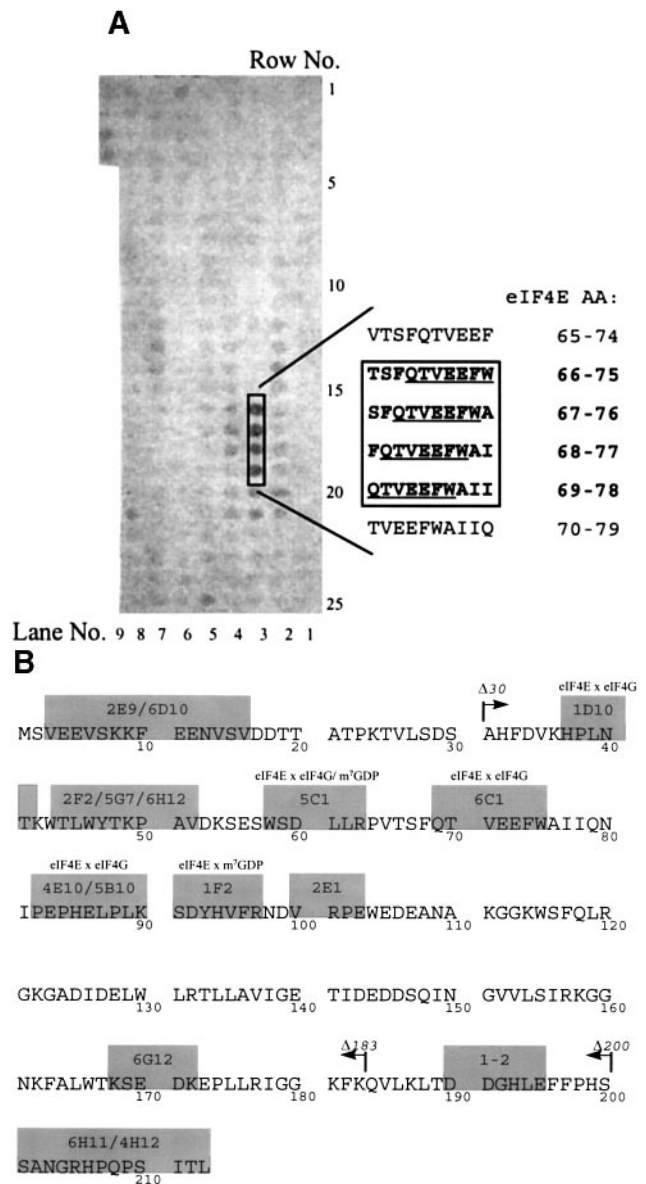 A
Row No.
1
5
10
15
20
25
eIF4E AA:
VTSFQTVEEF 65-74
TSFQTVEEFW 66-75
SFQTVEEFWA 67-76
FQTVEEFWAI 68-77
QTVEEFWAII 69-78
TVEEFWAIIQ 70-79
Lane No. 9 8 7 6 5 4 3 2 1
B
Δ30 eIF4E x eIF4G
2E9/6D10 1D10
MSVEEVSKKF EENVSVDDTT ATPKTVLSDS AHFDVKHPLN
10 20 30 40
eIF4E x eIF4G/ m⁷GDP eIF4E x eIF4G
2F2/5G7/6H12 5C1 6C1
TKWTLWYTKP AVDKSESWSD LLRPVTSFQT VEEFWAIIQN
50 60 70 80
eIF4E x eIF4G eIF4E x m⁷GDP
4E10/5B10 1F2 2E1
IPEPHELPLK SDYHVFRNDV RPEWEDEANA KGGKWSFQLR
90 100 110 120
GKGADIDELW LRTLLAVIGE TIDEDDSQIN GVVLSIRKGG
130 140 150 160
Δ183 Δ200
6G12 1-2
NKFALWTKSE DKEPLLRIGG KFKQVLKLTD DGHLEFFPHS
170 180 190 200
6H11/4H12
SANGRHPQPS ITL
210